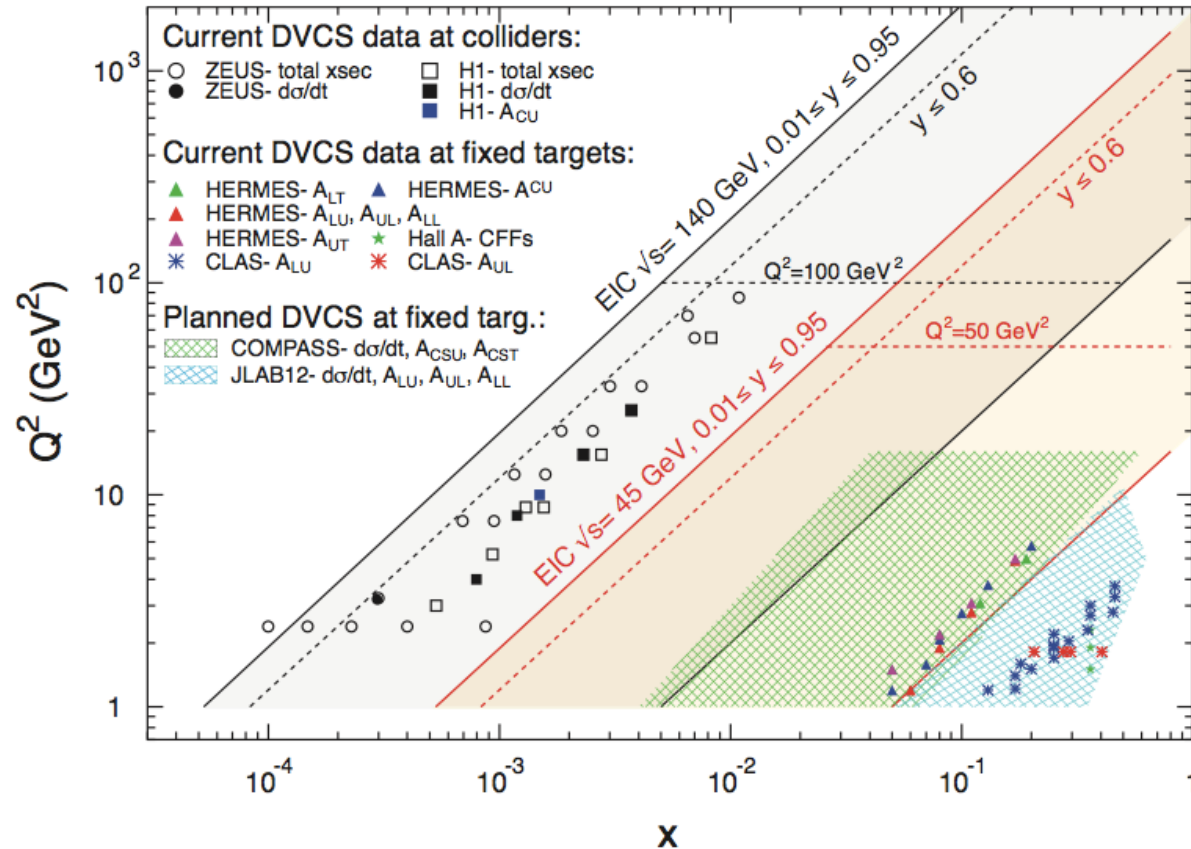 Current DVCS data at colliders:
ZEUS- total xsec
H1- total xsec
ZEUS- dσ/dt
H1- dσ/dt
H1- A_CU
Current DVCS data at fixed targets:
HERMES- A_LT
HERMES- A^CU
HERMES- A_LU, A_UL, A_LL
HERMES- A_UT
Hall A- CFFs
CLAS- A_LU
CLAS- A_UL
Planned DVCS at fixed targ.:
COMPASS- dσ/dt, A_CSU, A_CST
JLAB12- dσ/dt, A_LU, A_UL, A_LL
EIC √s= 140 GeV, 0.01≤ y ≤ 0.95
y ≤ 0.6
EIC √s= 45 GeV, 0.01≤ y ≤ 0.95
y ≤ 0.6
Q²=100 GeV²
Q²=50 GeV²
Q² (GeV²)
10³
10²
10
1
10⁻⁴
10⁻³
10⁻²
10⁻¹
1
x